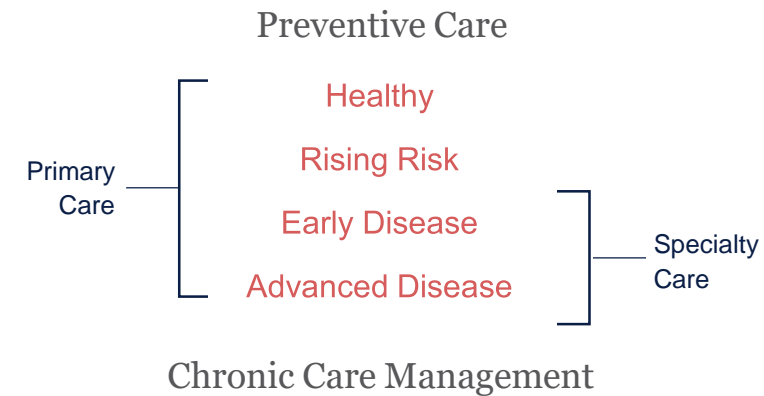 Preventive Care
Healthy
Rising Risk
Primary
Care
Early Disease
Advanced Disease
Specialty
Care
Chronic Care Management